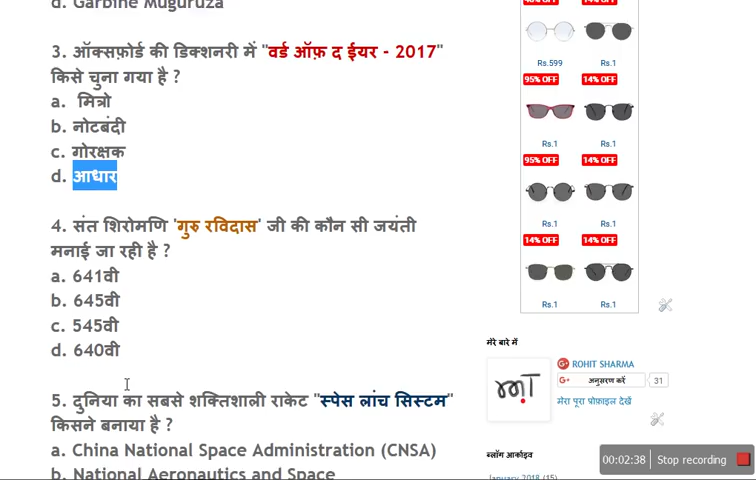 d. Garbine Muguruza
3. ऑक्सफ़ोर्ड की डिक्शनरी में "वर्ड ऑफ़ द ईयर - 2017"
किसे चुना गया है ?
a. मित्रो
b. नोटबंदी
c. गोरक्षक
d. आधार
4. संत शिरोमणि 'गुरु रविदास' जी की कौन सी जयंती
मनाई जा रही है ?
a. 641वी
b. 645वी
c. 545वी
d. 640वी
5. दुनिया का सबसे शक्तिशाली राकेट "स्पेस लांच सिस्टम"
किसने बनाया है ?
a. China National Space Administration (CNSA)
b. National Aeronautics and Space
Rs.599 Rs.1
95% OFF 14% OFF
Rs.1 Rs.1
95% OFF 14% OFF
Rs.1 Rs.1
14% OFF 14% OFF
Rs.1 Rs.1
मेरे बारे में
mT
G+ ROHIT SHARMA
G+ अनुसरण करें 31
मेरा पूरा प्रोफ़ाइल देखें
ब्लॉग आर्काइव
January 2018 (15)
00:02:38 Stop recording